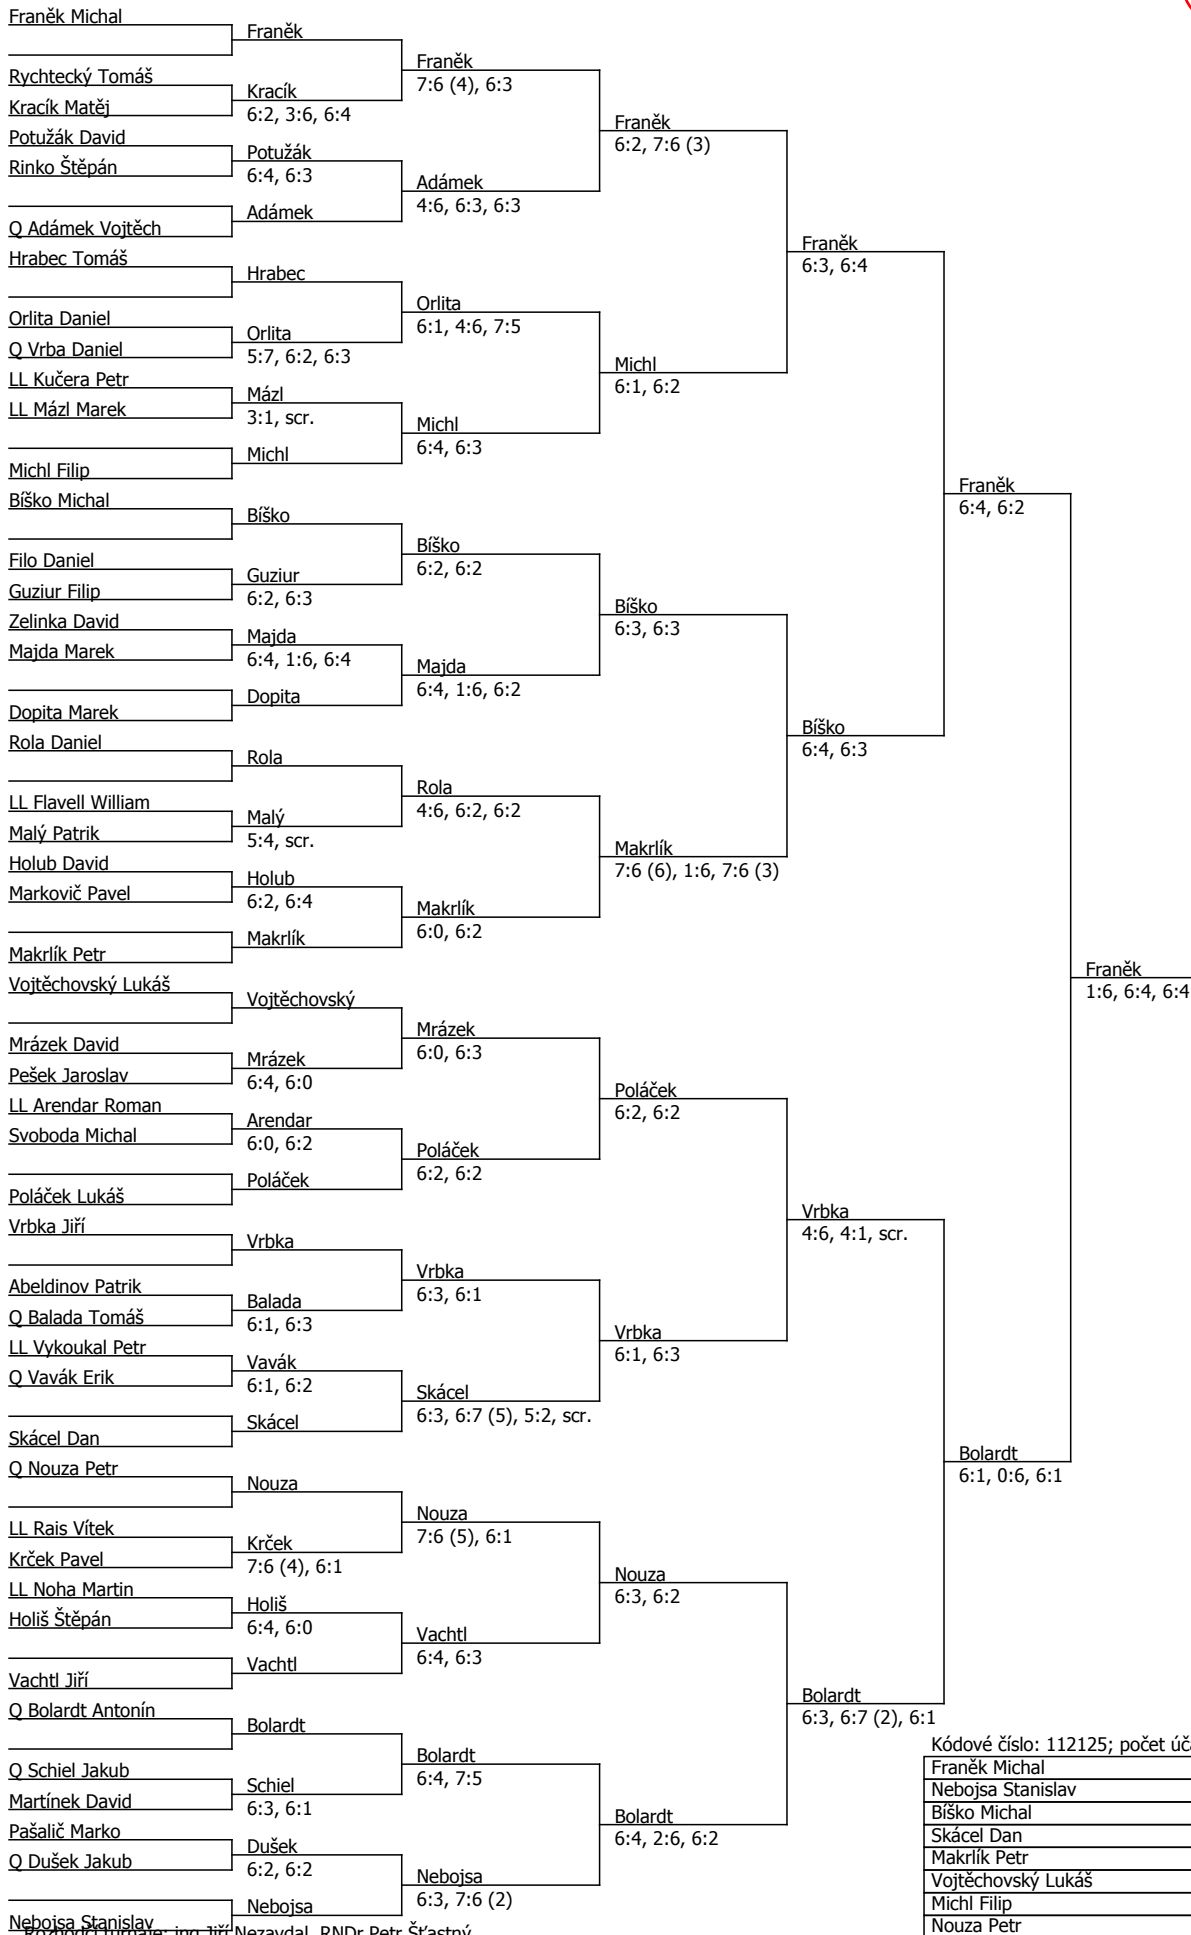 Franěk Michal
Rychtecký Tomáš
Kracík Matěj
Potužák David
Rinko Štěpán
Q Adámek Vojtěch
Hrabec Tomáš
Orlita Daniel
Q Vrba Daniel
LL Kučera Petr
LL Mázl Marek
Michl Filip
Bíško Michal
Filo Daniel
Guziur Filip
Zelinka David
Majda Marek
Dopita Marek
Rola Daniel
LL Flavell William
Malý Patrik
Holub David
Markovič Pavel
Makrlík Petr
Vojtěchovský Lukáš
Mrázek David
Pešek Jaroslav
LL Arendar Roman
Svoboda Michal
Poláček Lukáš
Vrbka Jiří
Abeldinov Patrik
Q Balada Tomáš
LL Vykoukal Petr
Q Vavák Erik
Skácel Dan
Q Nouza Petr
LL Rais Vítek
Krček Pavel
LL Noha Martin
Holiš Štěpán
Vachtl Jiří
Q Bolardt Antonín
Q Schiel Jakub
Martínek David
Pašalič Marko
Q Dušek Jakub
Nebojsa Stanislav
Rozhodčí turnaje: ing Jiří Nezavdal, RNDr Petr Šťastný
Franěk
Kracík
6:2, 3:6, 6:4
Potužák
6:4, 6:3
Adámek
Hrabec
Orlita
5:7, 6:2, 6:3
Mázl
3:1, scr.
Michl
Bíško
Guziur
6:2, 6:3
Majda
6:4, 1:6, 6:4
Dopita
Rola
Malý
5:4, scr.
Holub
6:2, 6:4
Makrlík
Vojtěchovský
Mrázek
6:4, 6:0
Arendar
6:0, 6:2
Poláček
Vrbka
Balada
6:1, 6:3
Vavák
6:1, 6:2
Skácel
Nouza
Krček
7:6 (4), 6:1
Holiš
6:4, 6:0
Vachtl
Bolardt
Schiel
6:3, 6:1
Dušek
6:2, 6:2
Nebojsa
Franěk
7:6 (4), 6:3
Adámek
4:6, 6:3, 6:3
Orlita
6:1, 4:6, 7:5
Michl
6:4, 6:3
Bíško
6:2, 6:2
Majda
6:4, 1:6, 6:2
Rola
4:6, 6:2, 6:2
Makrlík
6:0, 6:2
Mrázek
6:0, 6:3
Poláček
6:2, 6:2
Vrbka
6:3, 6:1
Skácel
6:3, 6:7 (5), 5:2, scr.
Nouza
7:6 (5), 6:1
Vachtl
6:4, 6:3
Bolardt
6:4, 7:5
Nebojsa
6:3, 7:6 (2)
Franěk
6:2, 7:6 (3)
Michl
6:1, 6:2
Bíško
6:3, 6:3
Makrlík
7:6 (6), 1:6, 7:6 (3)
Poláček
6:2, 6:2
Vrbka
6:1, 6:3
Nouza
6:3, 6:2
Bolardt
6:4, 2:6, 6:2
Franěk
6:3, 6:4
Bíško
6:4, 6:3
Vrbka
4:6, 4:1, scr.
Bolardt
6:3, 6:7 (2), 6:1
Franěk
6:4, 6:2
Bolardt
6:1, 0:6, 6:1
Franěk
1:6, 6:4, 6:4
Kódové číslo: 112125; počet úča
Franěk Michal
Nebojsa Stanislav
Bíško Michal
Skácel Dan
Makrlík Petr
Vojtěchovský Lukáš
Michl Filip
Nouza Petr